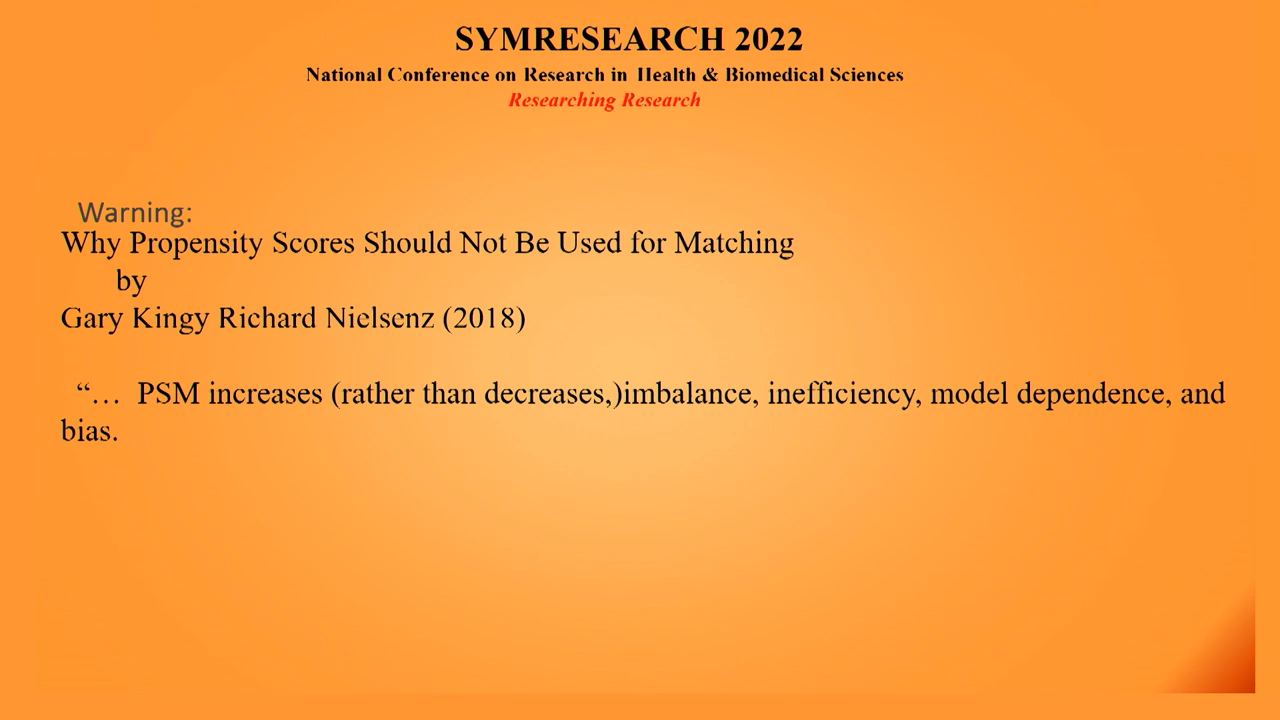 SYMRESEARCH 2022
National Conference on Research in Health & Biomedical Sciences
Researching Research
Warning:
Why Propensity Scores Should Not Be Used for Matching
by
Gary Kingy Richard Nielsenz (2018)
“… PSM increases (rather than decreases,)imbalance, inefficiency, model dependence, and
bias.